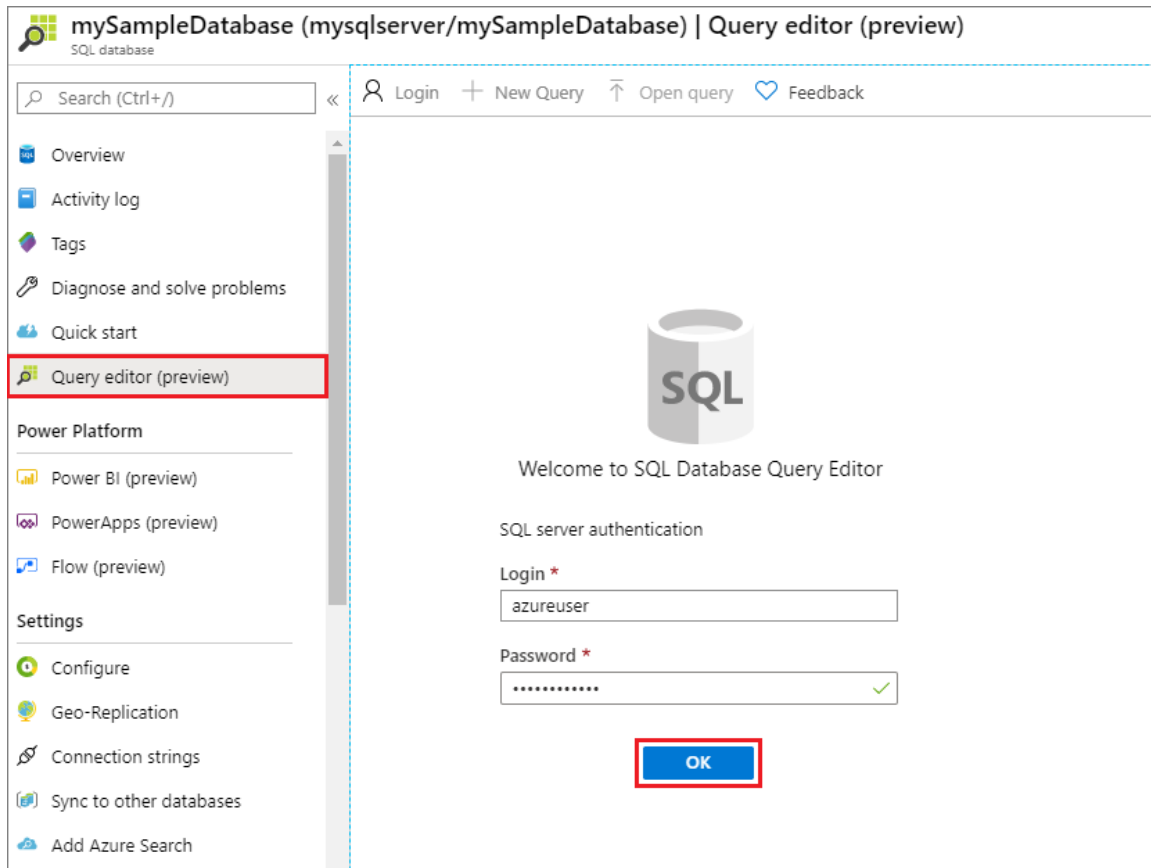 mySampleDatabase (mysqlserver/mySampleDatabase) | Query editor (preview)
SQL database
Search (Ctrl+/)
«
Login
New Query
Open query
Feedback
SQL
Overview
Activity log
Tags
Diagnose and solve problems
Quick start
Query editor (preview)
Power Platform
Power BI (preview)
PowerApps (preview)
Flow (preview)
Settings
Configure
Geo-Replication
Connection strings
Sync to other databases
Add Azure Search
SQL
Welcome to SQL Database Query Editor
SQL server authentication
Login *
azureuser
Password *
••••••••••••
OK